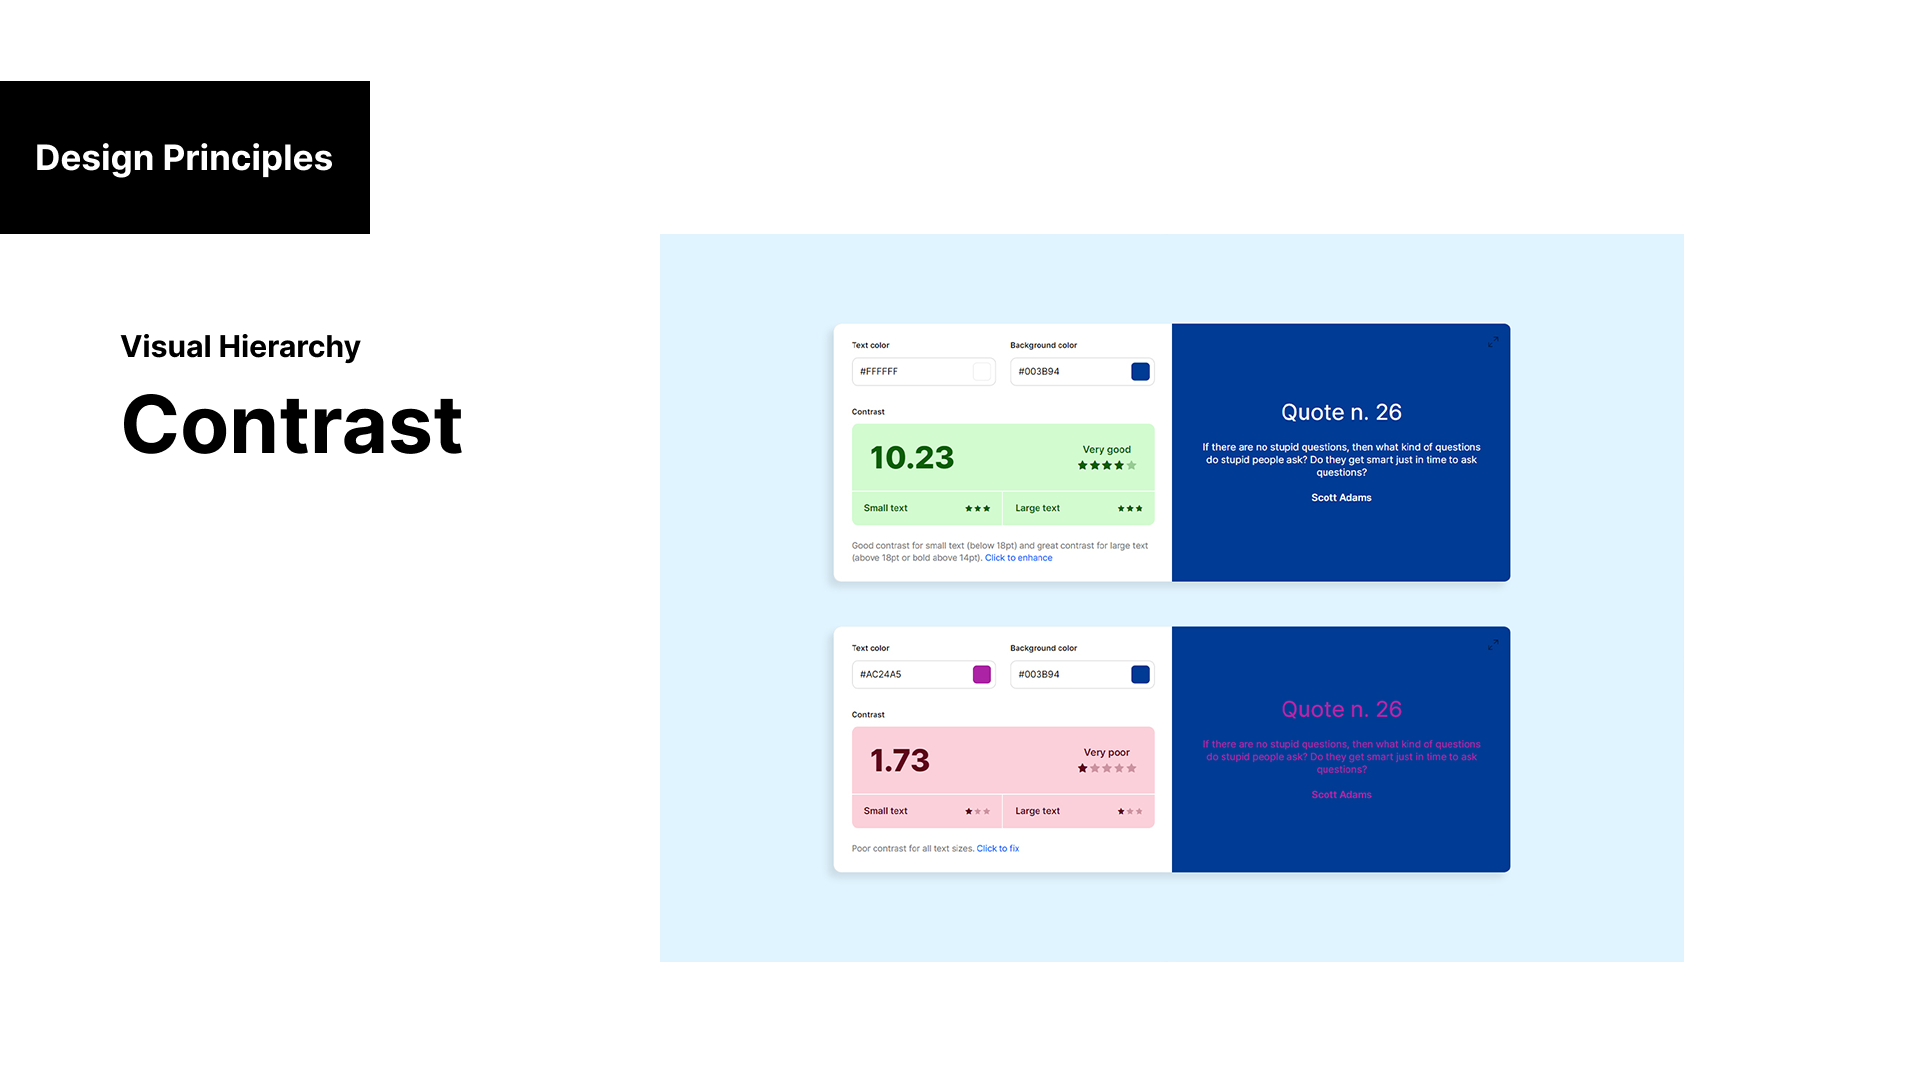 Design Principles
Visual Hierarchy
Contrast
Text color
Background color
#FFFFFF
#003B94
Contrast
10.23
Very good
Small text
Large text
Good contrast for small text (below 18pt) and great contrast for large text
(above 18pt or bold above 14pt). Click to enhance
Quote n. 26
If there are no stupid questions, then what kind of questions
do stupid people ask? Do they get smart just in time to ask
questions?
Scott Adams
Text color
Background color
#AC24A5
#003B94
Contrast
1.73
Very poor
Small text
Large text
Poor contrast for all text sizes. Click to fix
Quote n. 26
If there are no stupid questions, then what kind of questions
do stupid people ask? Do they get smart just in time to ask
questions?
Scott Adams